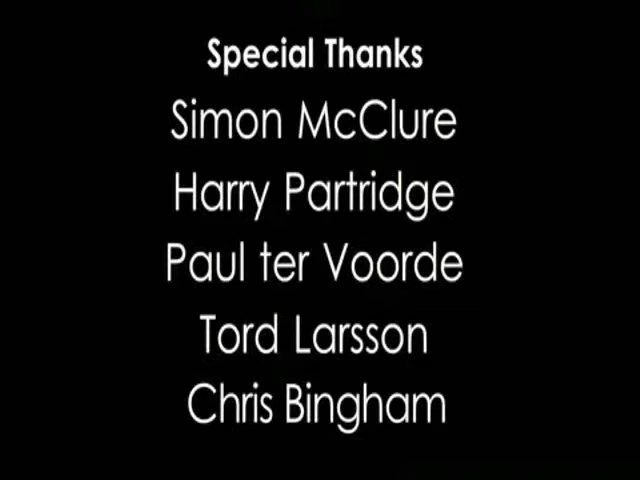 Special Thanks
Simon McClure
Harry Partridge
Paul ter Voorde
Tord Larsson
Chris Bingham